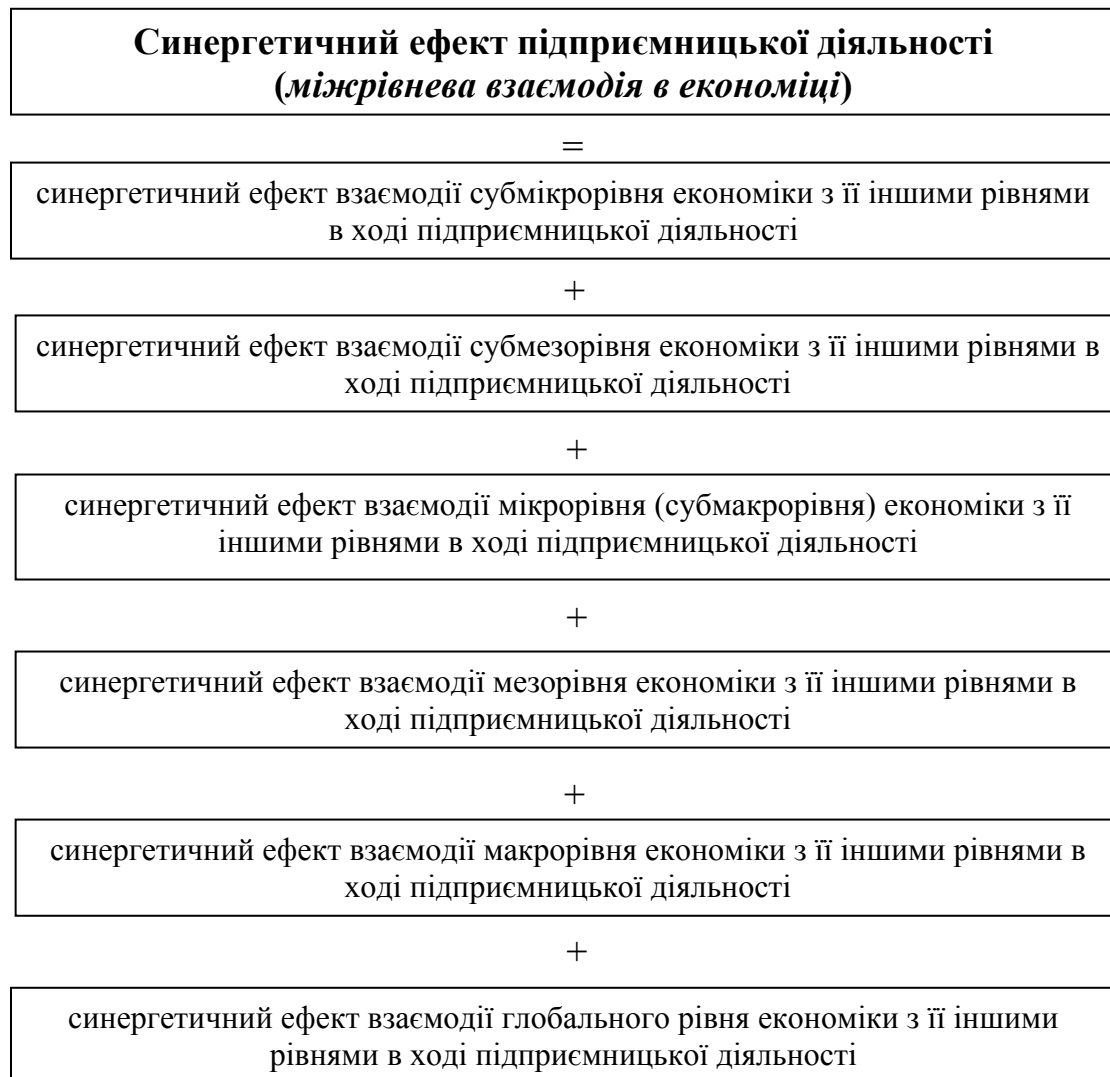 Синергетичний ефект підприємницької діяльності
(міжрівнева взаємодія в економіці)
=
синергетичний ефект взаємодії субмікрорівня економіки з її іншими рівнями
в ході підприємницької діяльності
+
синергетичний ефект взаємодії субмезорівня економіки з її іншими рівнями в
ході підприємницької діяльності
+
синергетичний ефект взаємодії мікрорівня (субмакрорівня) економіки з її
іншими рівнями в ході підприємницької діяльності
+
синергетичний ефект взаємодії мезорівня економіки з її іншими рівнями в
ході підприємницької діяльності
+
синергетичний ефект взаємодії макрорівня економіки з її іншими рівнями в
ході підприємницької діяльності
+
синергетичний ефект взаємодії глобального рівня економіки з її іншими
рівнями в ході підприємницької діяльності